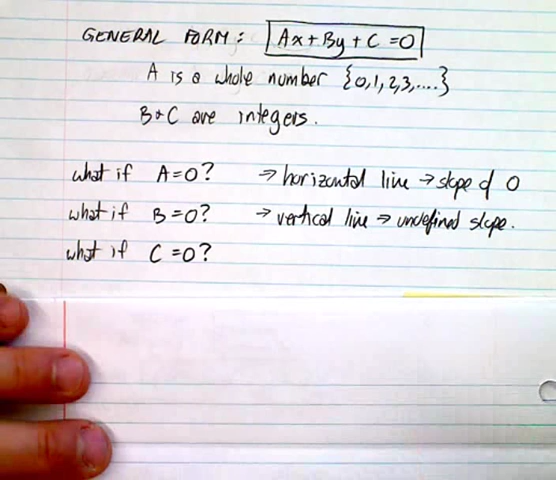 GENERAL FORM: Ax + By + C = 0
A is a whole number {0,1,2,3,....}
B + C are integers.
what if A=0? → horizontal line → slope of 0
what if B=0? → vertical line → undefined slope.
what if C=0?